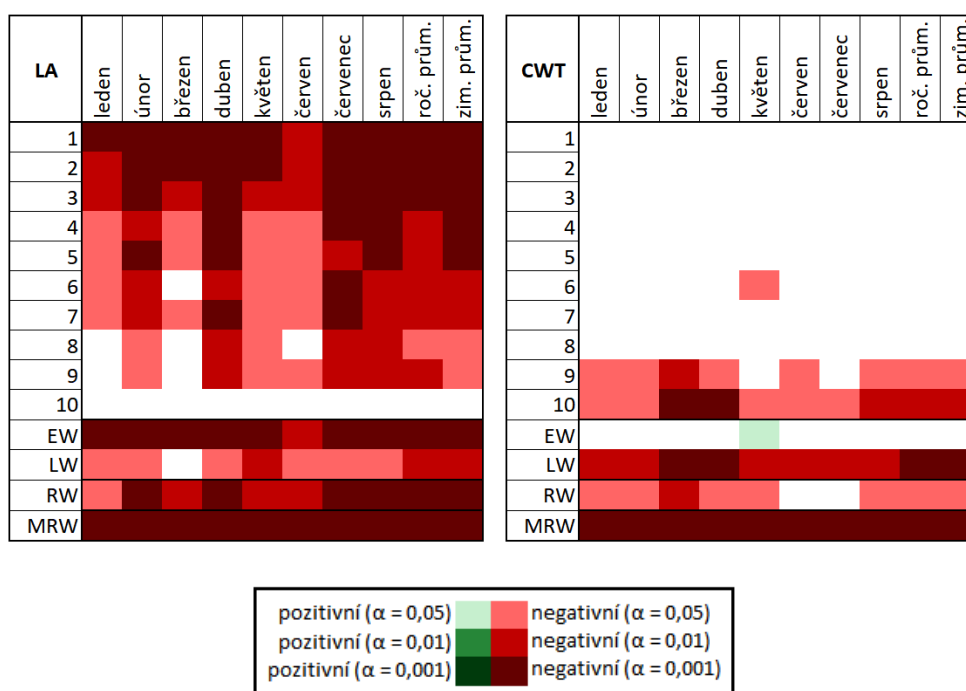 LA
leden
únor
březen
duben
květen
červen
červenec
srpen
roč. prům.
zim. prům.
1
2
3
4
5
6
7
8
9
10
EW
LW
RW
MRW
CWT
leden
únor
březen
duben
květen
červen
červenec
srpen
roč. prům.
zim. prům.
1
2
3
4
5
6
7
8
9
10
EW
LW
RW
MRW
pozitivní (α = 0,05) negativní (α = 0,05)
pozitivní (α = 0,01) negativní (α = 0,01)
pozitivní (α = 0,001) negativní (α = 0,001)